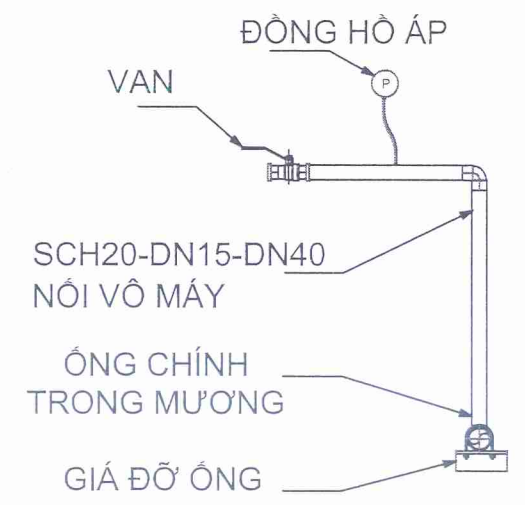 ĐỒNG HỒ ÁP
P
VAN
SCH20-DN15-DN40
NỐI VÔ MÁY
ỐNG CHÍNH
TRONG MƯƠNG
GIÁ ĐỠ ỐNG